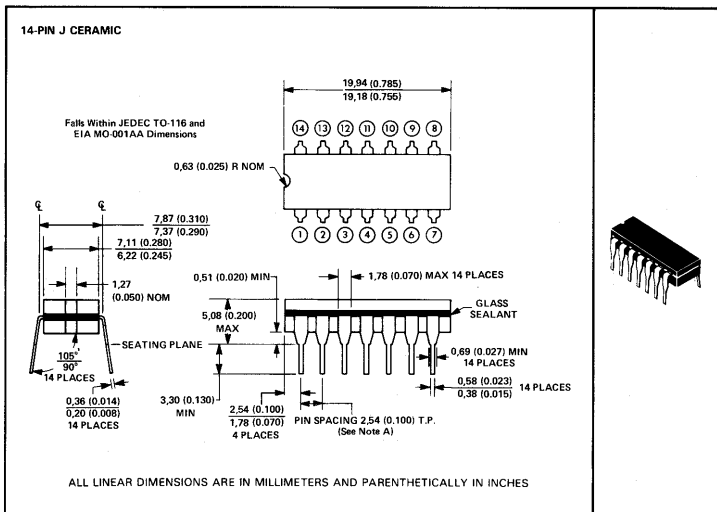 14-PIN J CERAMIC
19,94 (0.785)
19,18 (0.755)
Falls Within JEDEC TO-116 and
EIA MO-001AA Dimensions
14 13 12 11 10 9 8
0,63 (0.025) R NOM
1 2 3 4 5 6 7
℄ ℄
7,87 (0.310)
7,37 (0.290)
7,11 (0.280)
6,22 (0.245)
1,27
(0.050) NOM
0,51 (0.020) MIN
1,78 (0.070) MAX 14 PLACES
5,08 (0.200)
MAX
GLASS
SEALANT
SEATING PLANE
105°
90°
14 PLACES
0,69 (0.027) MIN
14 PLACES
0,36 (0.014)
0,20 (0.008)
14 PLACES
3,30 (0.130)
MIN
0,58 (0.023)
0,38 (0.015)
14 PLACES
2,54 (0.100)
1,78 (0.070)
4 PLACES
PIN SPACING 2,54 (0.100) T.P.
(See Note A)
ALL LINEAR DIMENSIONS ARE IN MILLIMETERS AND PARENTHETICALLY IN INCHES